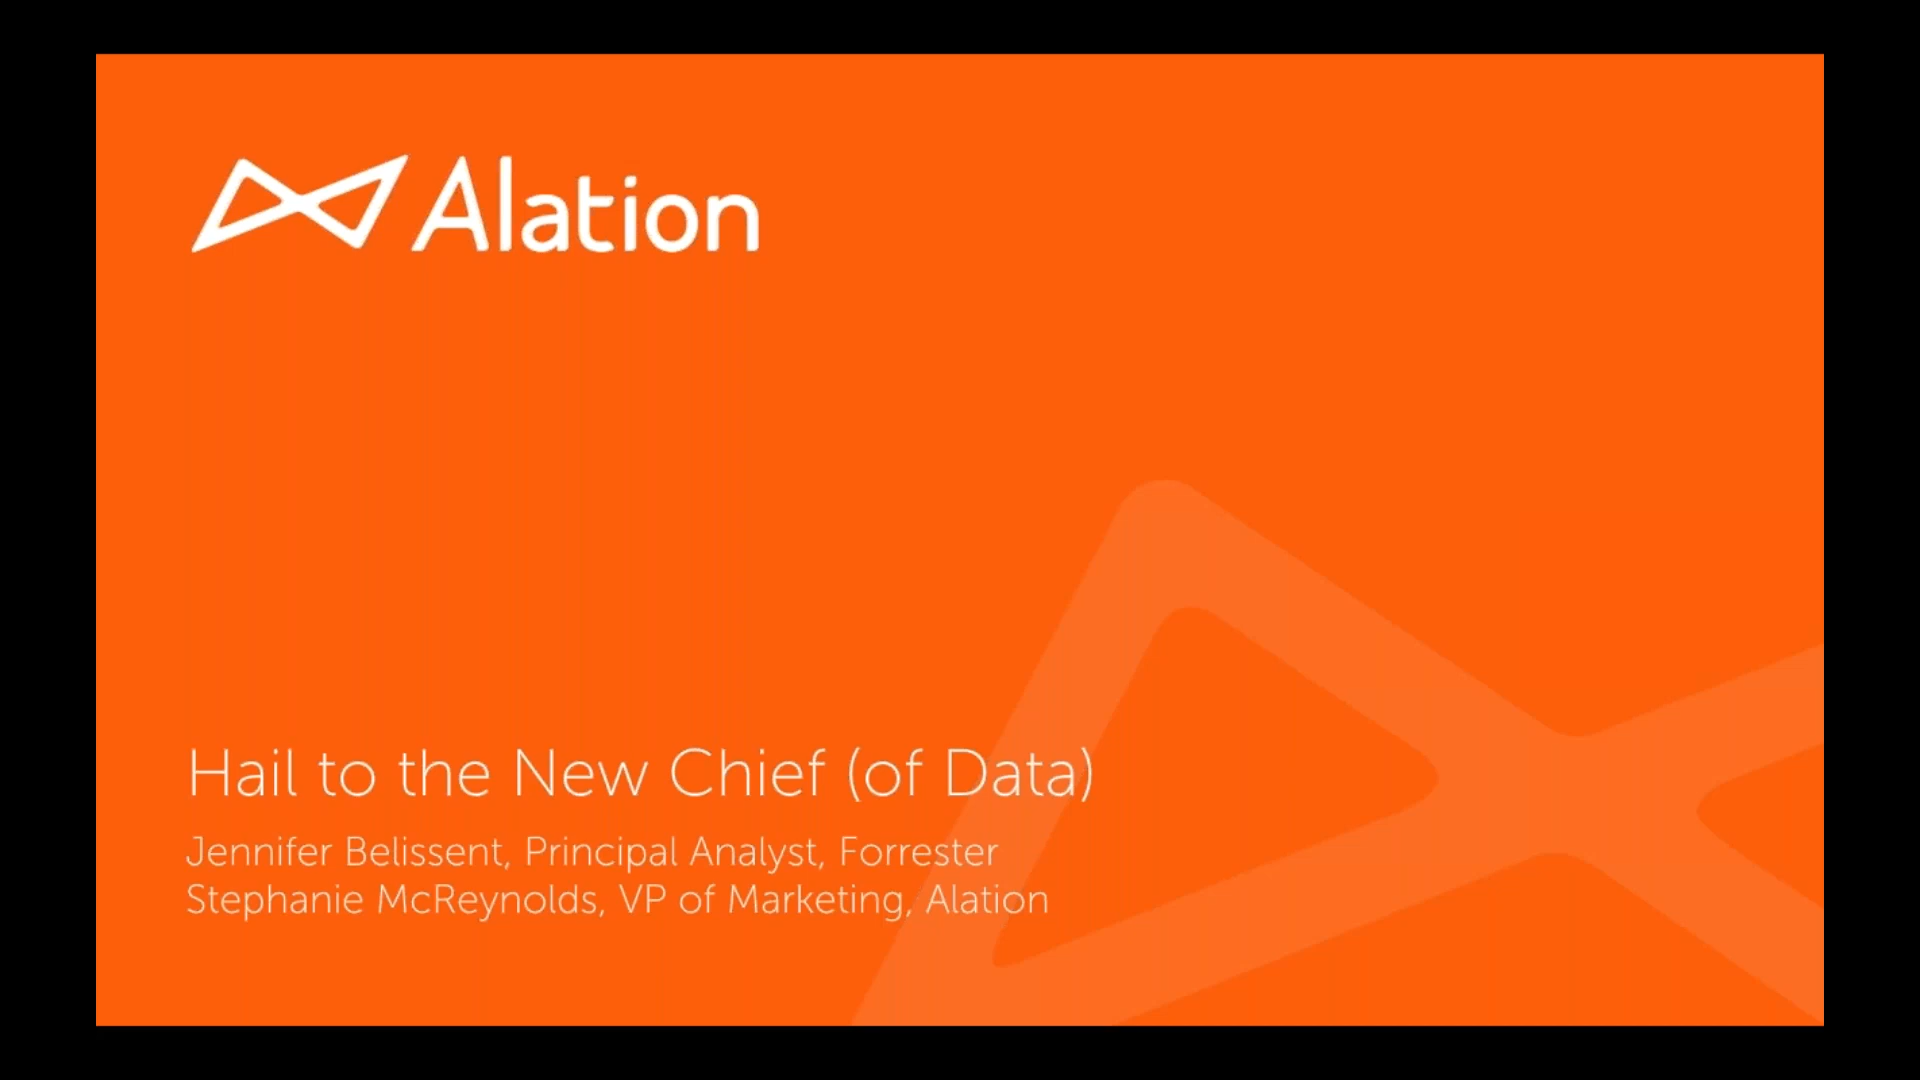 Alation
Hail to the New Chief (of Data)
Jennifer Belissent, Principal Analyst, Forrester
Stephanie McReynolds, VP of Marketing, Alation